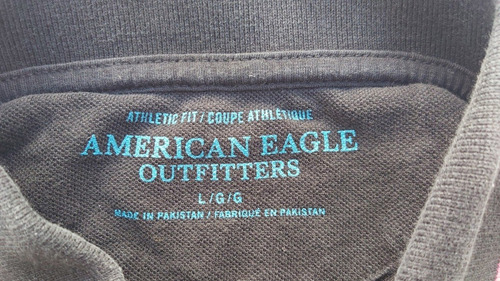 ATHLETIC FIT / COUPE ATHLÉTIQUE
AMERICAN EAGLE
OUTFITTERS
L / G / G
MADE IN PAKISTAN / FABRIQUÉ EN PAKISTAN